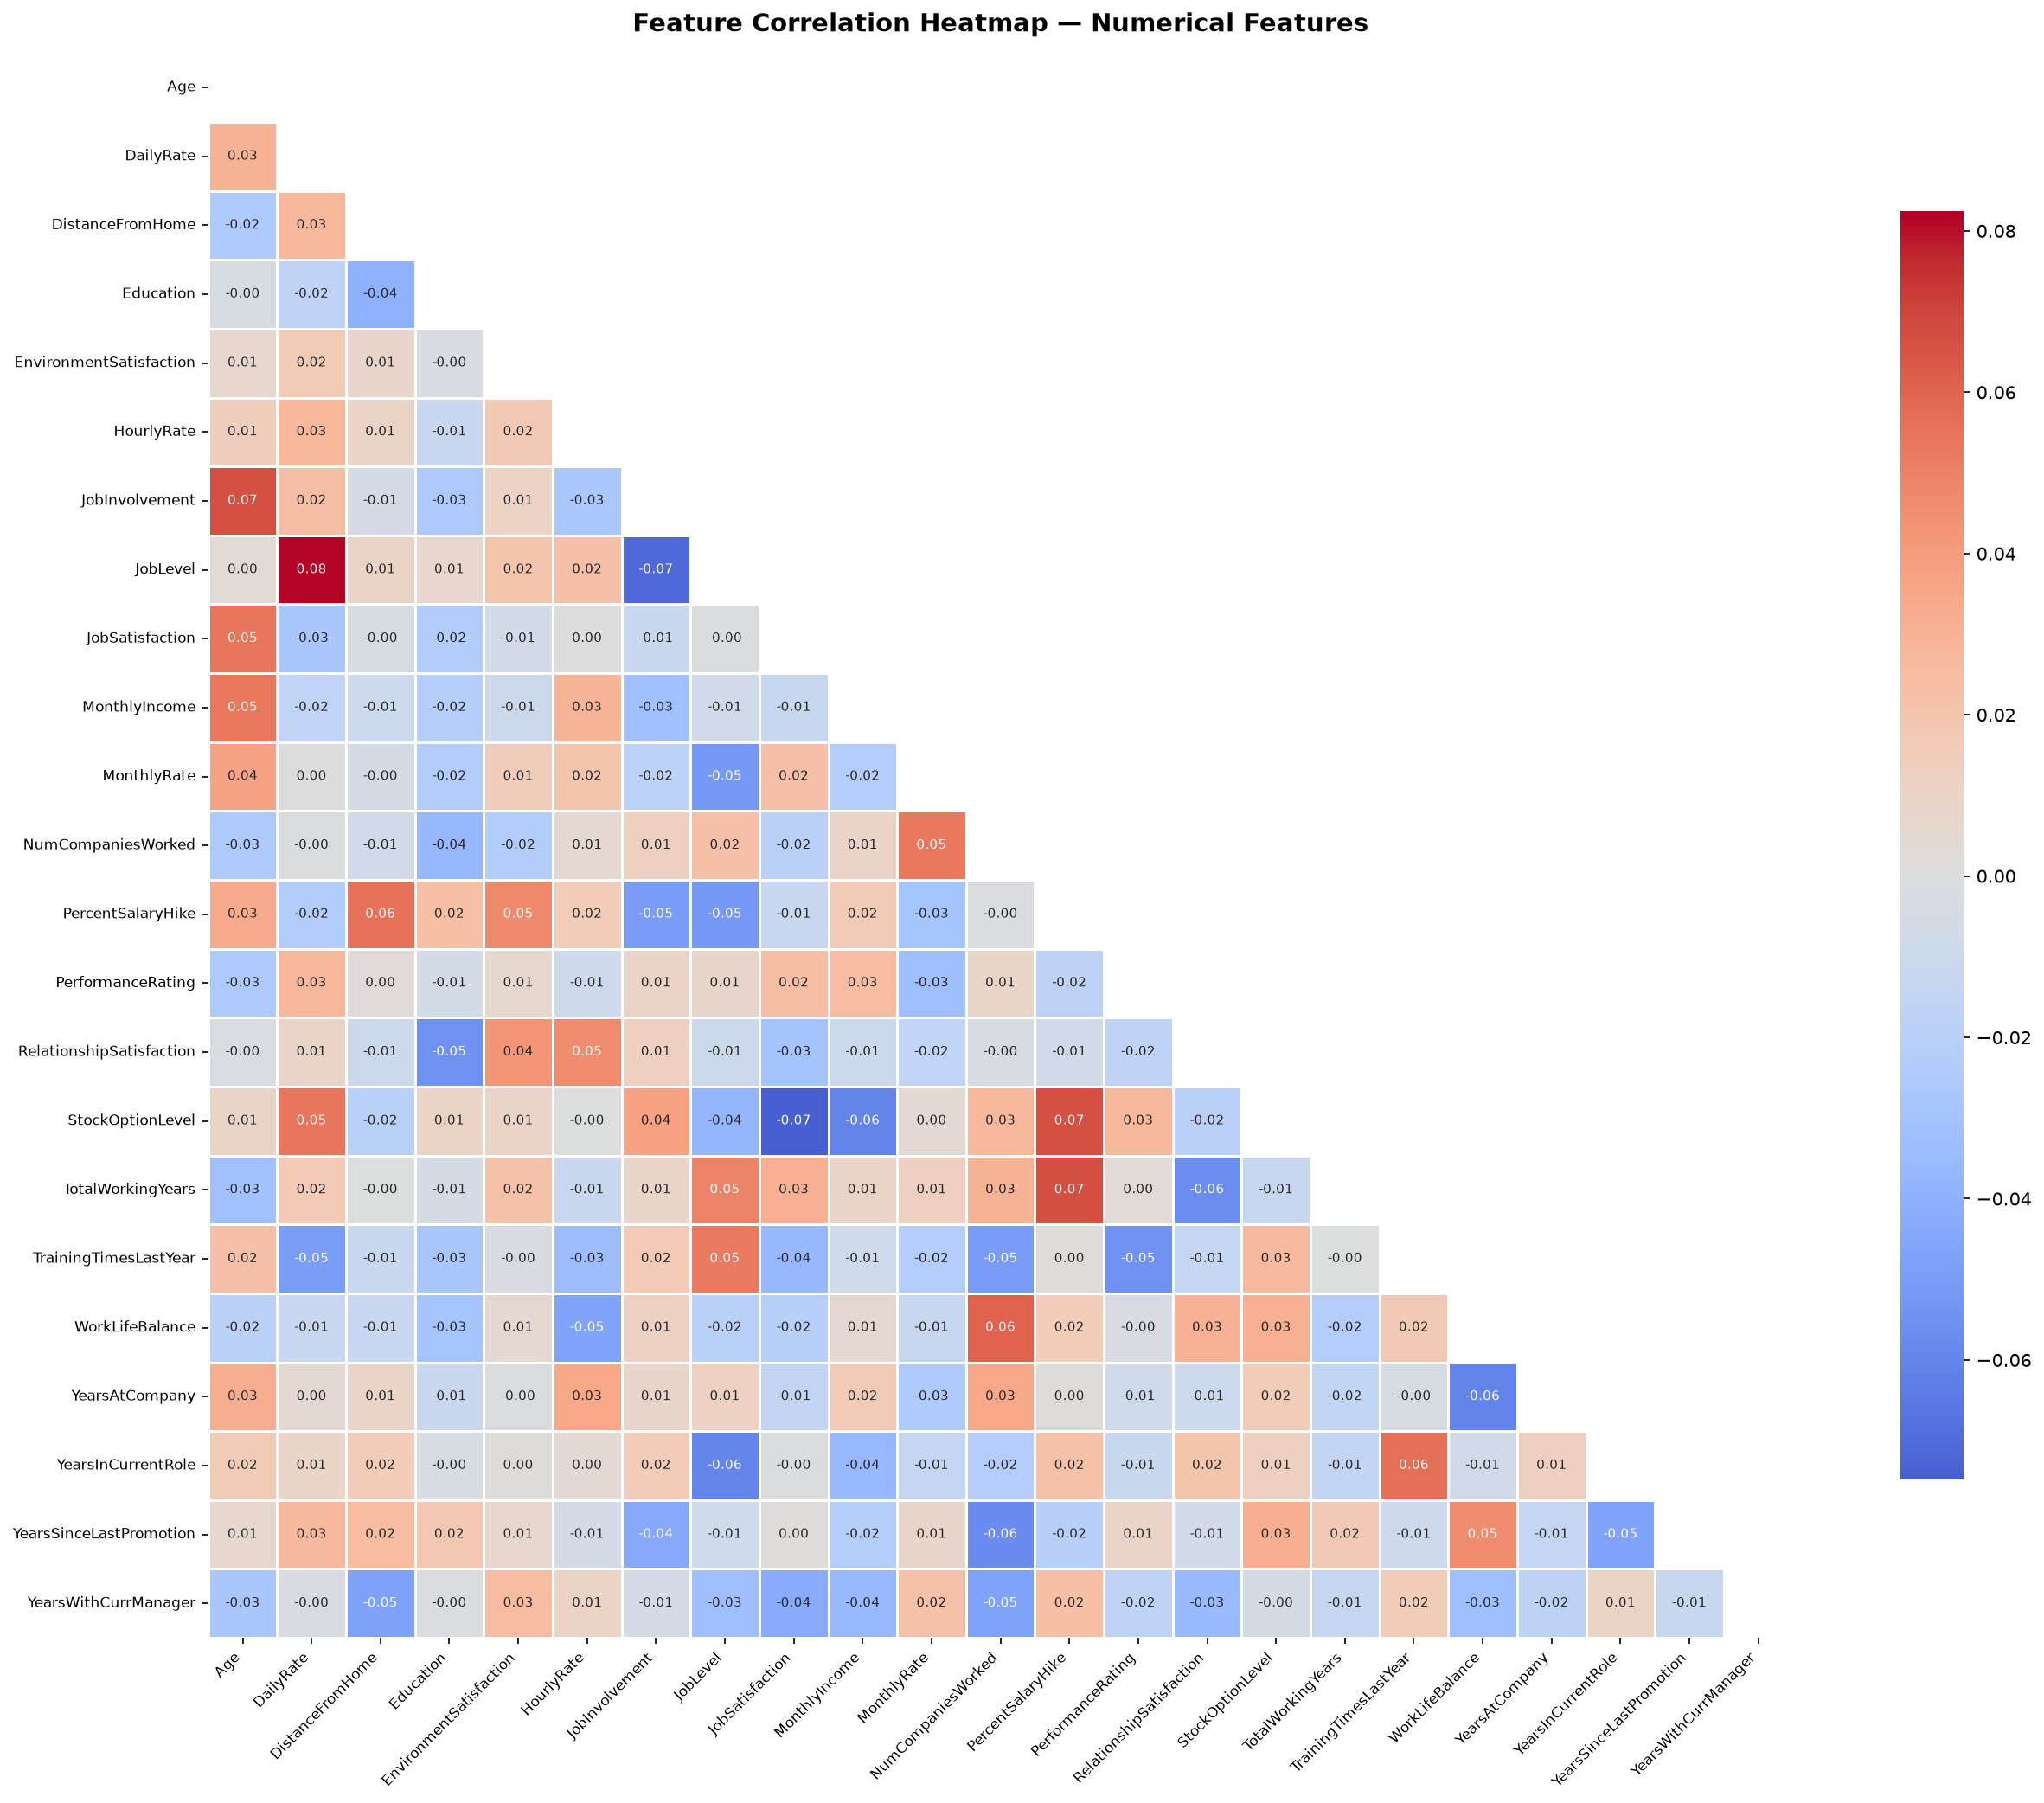 Feature Correlation Heatmap — Numerical Features
Age
DailyRate 0.03
DistanceFromHome -0.02 0.03
Education -0.00 -0.02 -0.04
EnvironmentSatisfaction 0.01 0.02 0.01 -0.00
HourlyRate 0.01 0.03 0.01 -0.01 0.02
JobInvolvement 0.07 0.02 -0.01 -0.03 0.01 -0.03
JobLevel 0.00 0.08 0.01 0.01 0.02 0.02 -0.07
JobSatisfaction 0.05 -0.03 -0.00 -0.02 -0.01 0.00 -0.01 -0.00
MonthlyIncome 0.05 -0.02 -0.01 -0.02 -0.01 0.03 -0.03 -0.01 -0.01
MonthlyRate 0.04 0.00 -0.00 -0.02 0.01 0.02 -0.02 -0.05 0.02 -0.02
NumCompaniesWorked -0.03 -0.00 -0.01 -0.04 -0.02 0.01 0.01 0.02 -0.02 0.01 0.05
PercentSalaryHike 0.03 -0.02 0.06 0.02 0.05 0.02 -0.05 -0.05 -0.01 0.02 -0.03 -0.00
PerformanceRating -0.03 0.03 0.00 -0.01 0.01 -0.01 0.01 0.01 0.02 0.03 -0.03 0.01 -0.02
RelationshipSatisfaction -0.00 0.01 -0.01 -0.05 0.04 0.05 0.01 -0.01 -0.03 -0.01 -0.02 -0.00 -0.01 -0.02
StockOptionLevel 0.01 0.05 -0.02 0.01 0.01 -0.00 0.04 -0.04 -0.07 -0.06 0.00 0.03 0.07 0.03 -0.02
TotalWorkingYears -0.03 0.02 -0.00 -0.01 0.02 -0.01 0.01 0.05 0.03 0.01 0.01 0.03 0.07 0.00 -0.06 -0.01
TrainingTimesLastYear 0.02 -0.05 -0.01 -0.03 -0.00 -0.03 0.02 0.05 -0.04 -0.01 -0.02 -0.05 0.00 -0.05 -0.01 0.03 -0.00
WorkLifeBalance -0.02 -0.01 -0.01 -0.03 0.01 -0.05 0.01 -0.02 -0.02 0.01 -0.01 0.06 0.02 -0.00 0.03 0.03 -0.02 0.02
YearsAtCompany 0.03 0.00 0.01 -0.01 -0.00 0.03 0.01 0.01 -0.01 0.02 -0.03 0.03 0.00 -0.01 -0.01 0.02 -0.02 -0.00 -0.06
YearsInCurrentRole 0.02 0.01 0.02 -0.00 0.00 0.00 0.02 -0.06 -0.00 -0.04 -0.01 -0.02 0.02 -0.01 0.02 0.01 -0.01 0.06 -0.01 0.01
YearsSinceLastPromotion 0.01 0.03 0.02 0.02 0.01 -0.01 -0.04 -0.01 0.00 -0.02 0.01 -0.06 -0.02 0.01 -0.01 0.03 0.02 -0.01 0.05 -0.01 -0.05
YearsWithCurrManager -0.03 -0.00 -0.05 -0.00 0.03 0.01 -0.01 -0.03 -0.04 -0.04 0.02 -0.05 0.02 -0.02 -0.03 -0.00 -0.01 0.02 -0.03 -0.02 0.01 -0.01
Age
DailyRate
DistanceFromHome
Education
EnvironmentSatisfaction
HourlyRate
JobInvolvement
JobLevel
JobSatisfaction
MonthlyIncome
MonthlyRate
NumCompaniesWorked
PercentSalaryHike
PerformanceRating
RelationshipSatisfaction
StockOptionLevel
TotalWorkingYears
TrainingTimesLastYear
WorkLifeBalance
YearsAtCompany
YearsInCurrentRole
YearsSinceLastPromotion
YearsWithCurrManager
0.08
0.06
0.04
0.02
0.00
−0.02
−0.04
−0.06